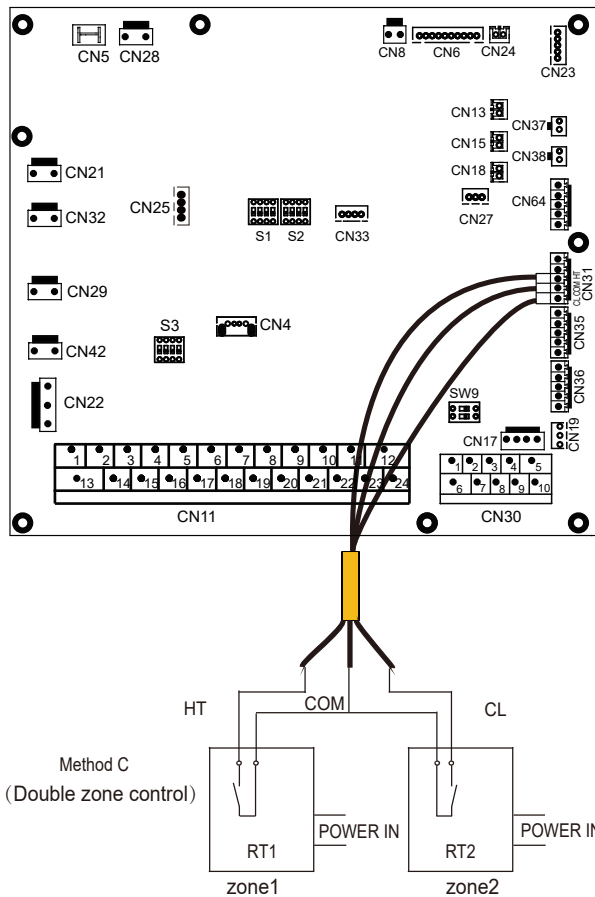 CN5
CN28
CN8
CN6
CN24
CN23
CN13
CN15
CN18
CN37
CN38
CN21
CN32
CN25
S1
S2
CN33
CN27
CN64
CN29
CN42
CN22
S3
CN4
CL COM HT
CN31
CN35
CN36
SW9
CN17
CN19
1 2 3 4 5 6 7 8 9 10 11 12
13 14 15 16 17 18 19 20 21 22 23 24
CN11
1 2 3 4 5
6 7 8 9 10
CN30
HT
COM
CL
Method C
(Double zone control)
RT1
POWER IN
RT2
POWER IN
zone1
zone2